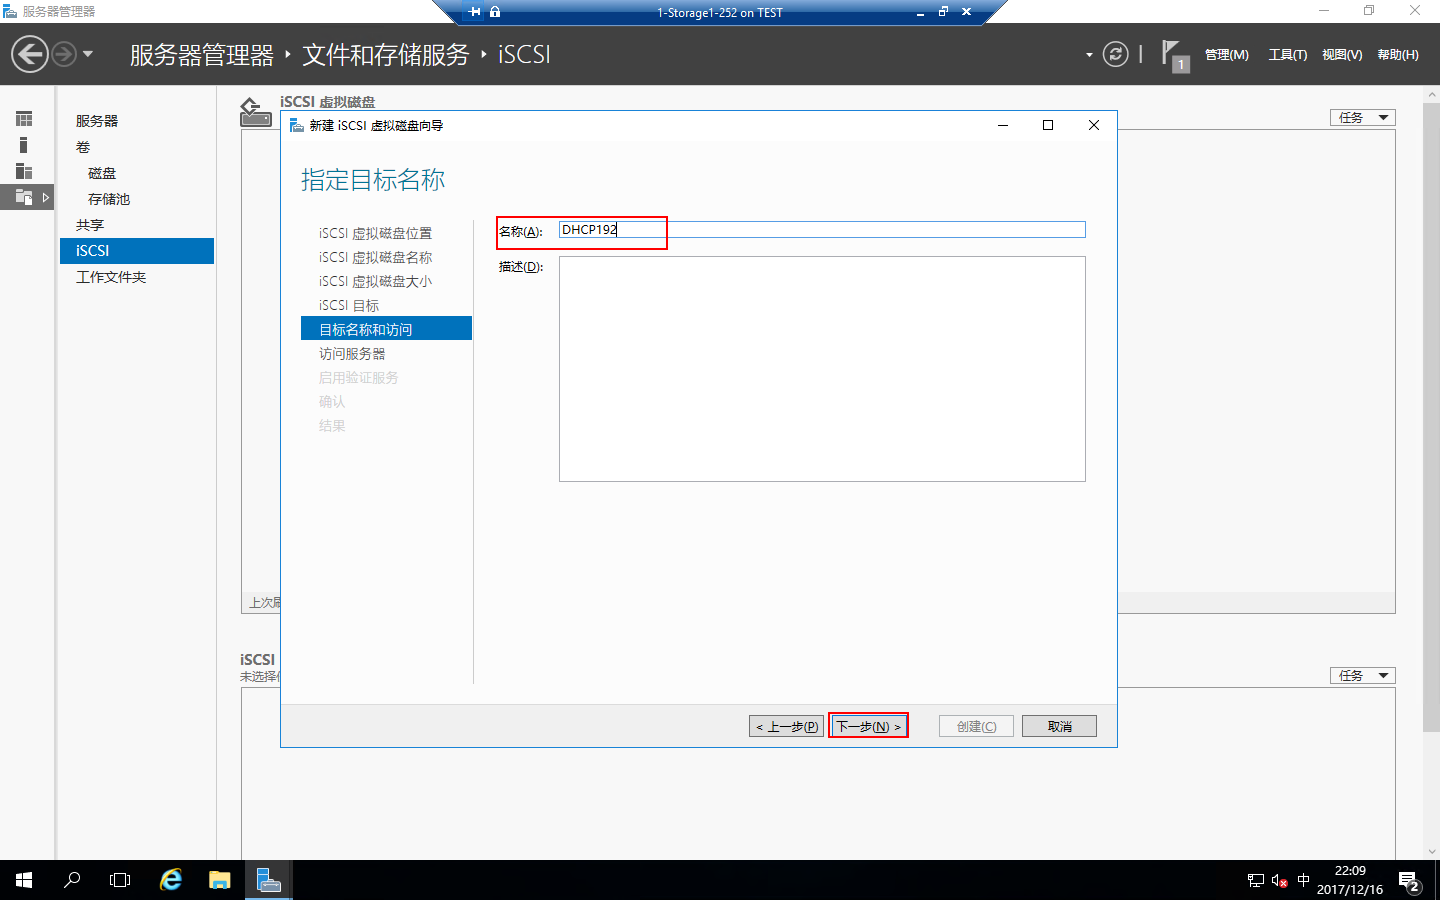 服务器管理器
1-Storage1-252 on TEST
服务器管理器 ‣ 文件和存储服务 ‣ iSCSI
1
管理(M)
工具(T)
视图(V)
帮助(H)
服务器
卷
磁盘
存储池
共享
iSCSI
工作文件夹
iSCSI 虚拟磁盘
任务
新建 iSCSI 虚拟磁盘向导
指定目标名称
iSCSI 虚拟磁盘位置
iSCSI 虚拟磁盘名称
iSCSI 虚拟磁盘大小
iSCSI 目标
目标名称和访问
访问服务器
启用验证服务
确认
结果
名称(A):
DHCP192
描述(D):
上次刷
iSCSI
未选择
任务
< 上一步(P)
下一步(N) >
创建(C)
取消
中
22:09
2017/12/16
2